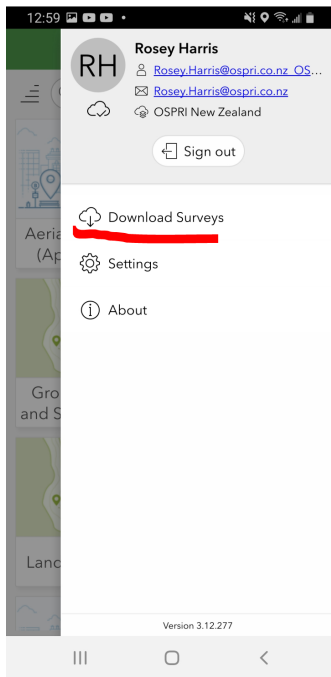 12:59
Rosey Harris
RH
Rosey.Harris@ospri.co.nz_OS...
Rosey.Harris@ospri.co.nz
OSPRI New Zealand
Sign out
Download Surveys
Aeria
(Ap
Settings
About
Gro
and S
Lanc
Version 3.12.277